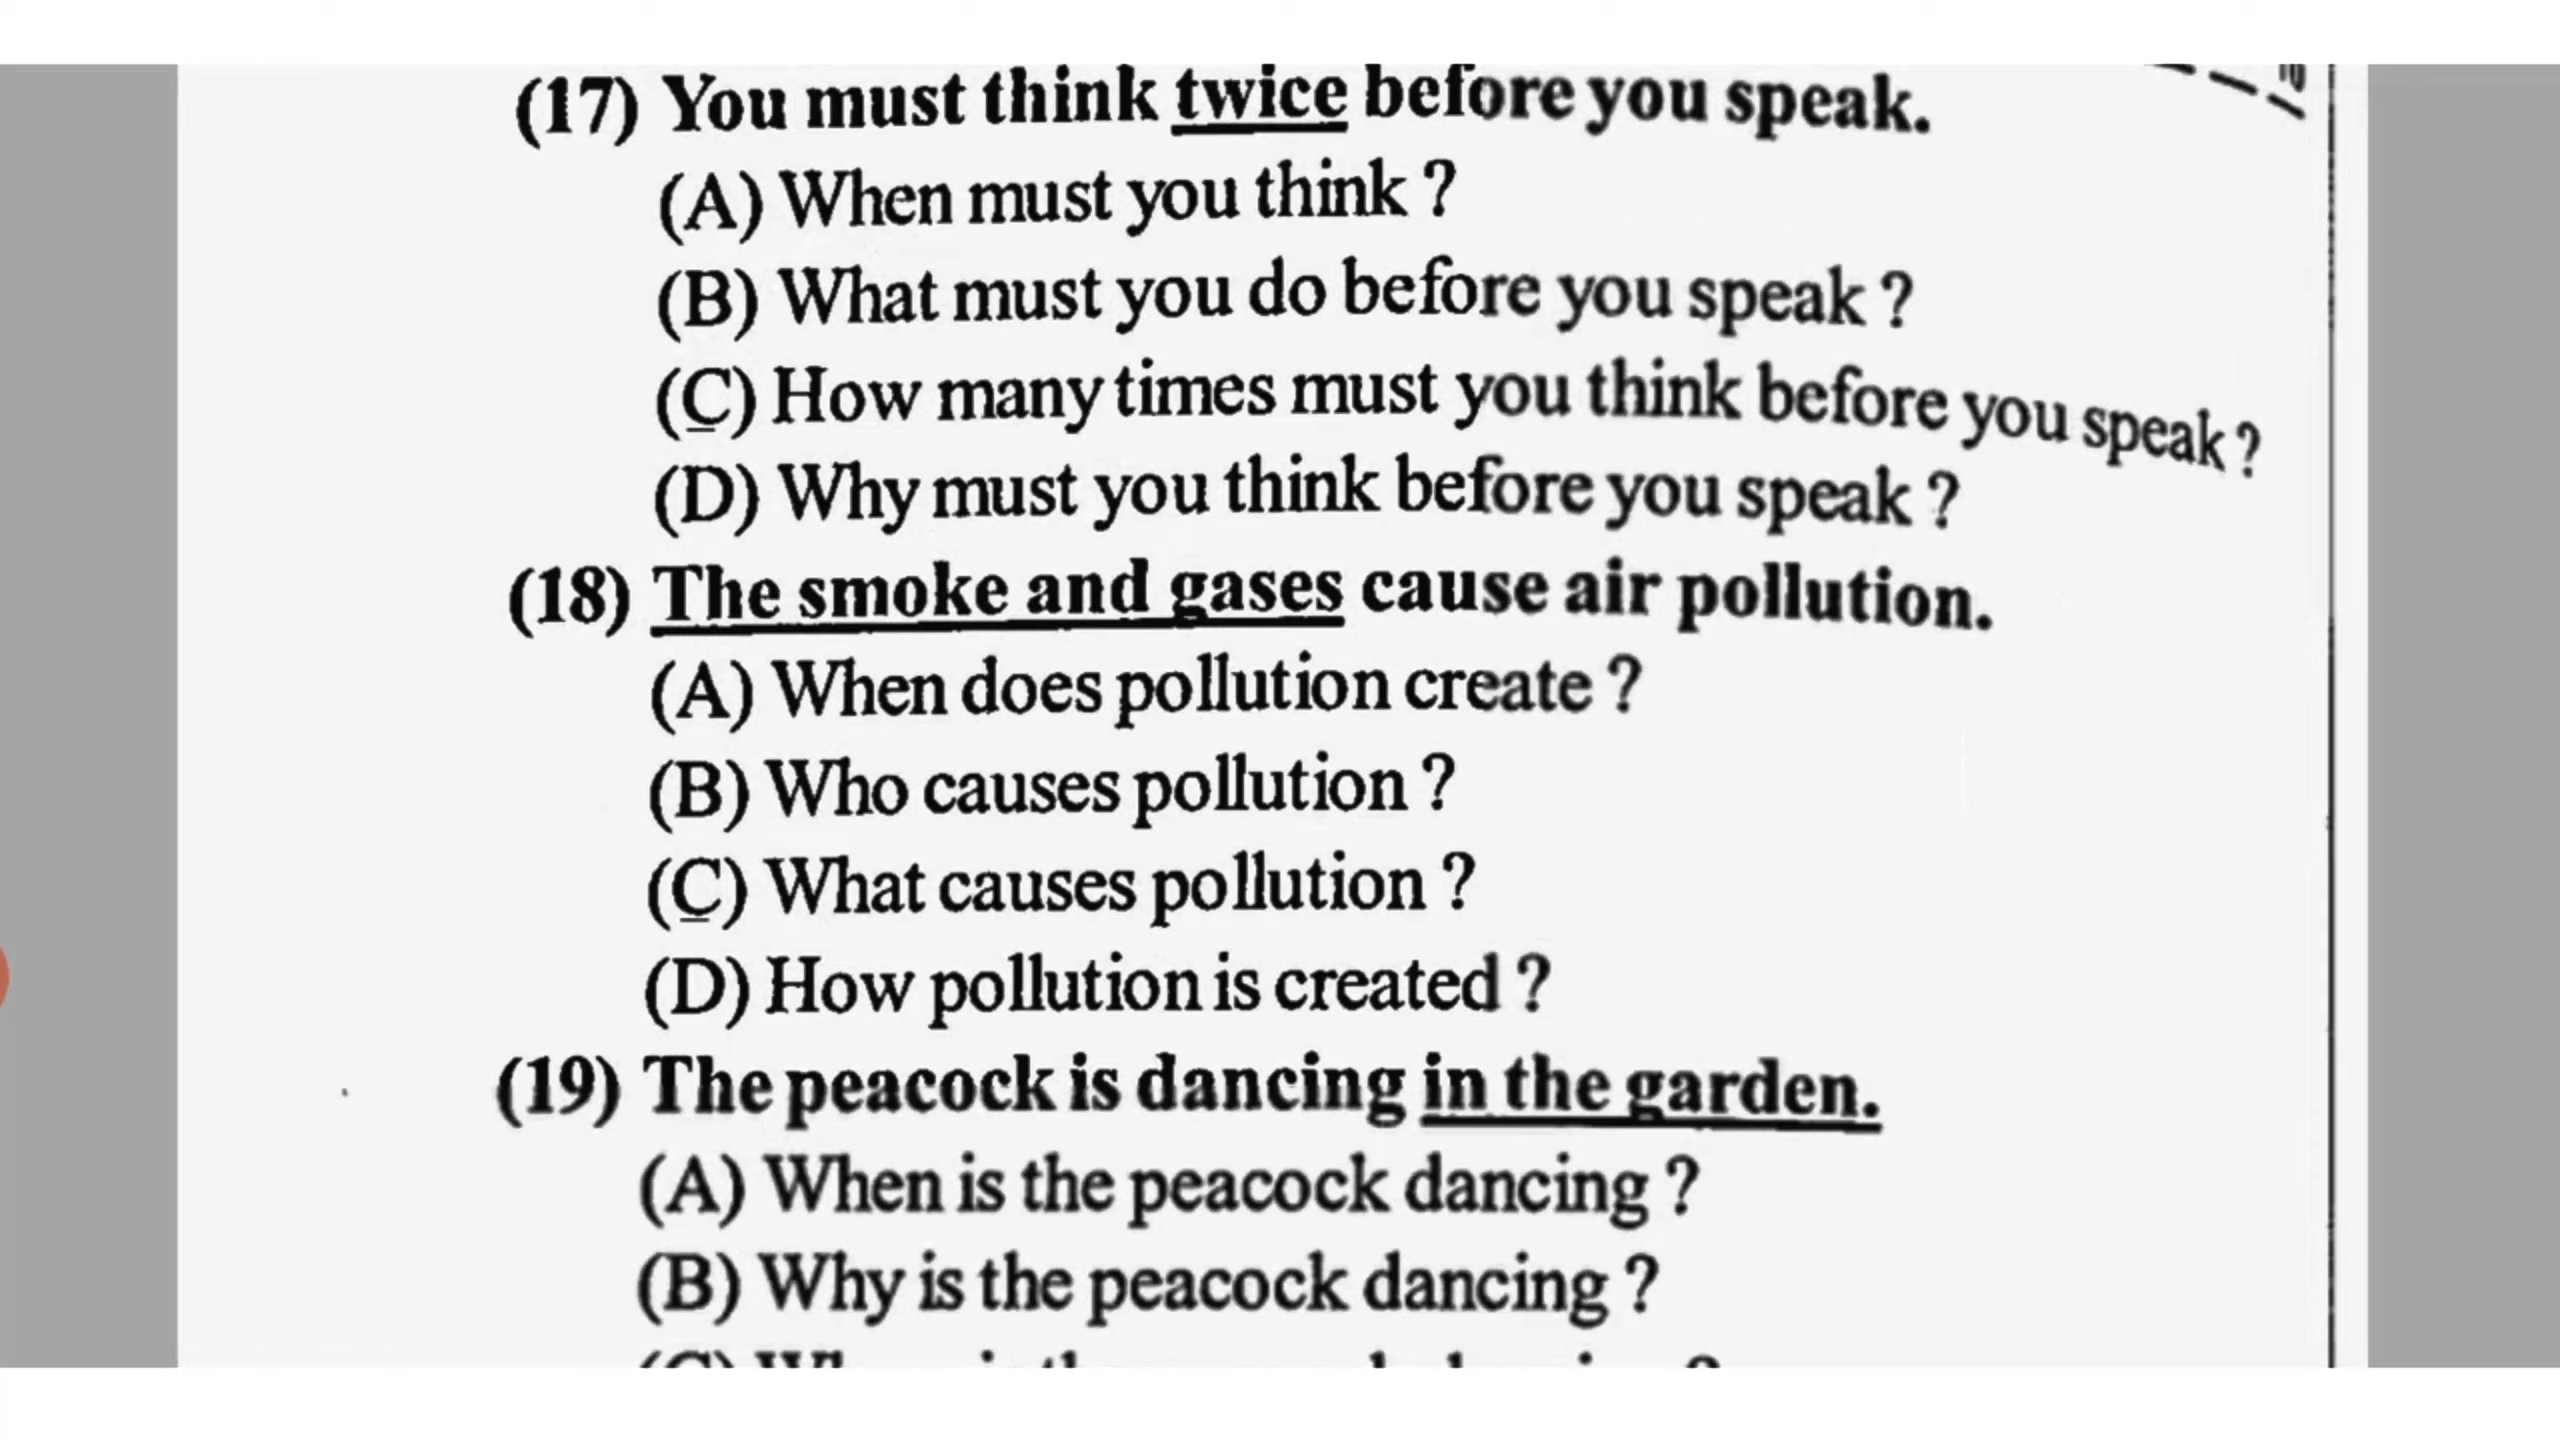 (17) You must think twice before you speak.
(A) When must you think ?
(B) What must you do before you speak ?
(C) How many times must you think before you speak ?
(D) Why must you think before you speak ?
(18) The smoke and gases cause air pollution.
(A) When does pollution create ?
(B) Who causes pollution ?
(C) What causes pollution ?
(D) How pollution is created ?
(19) The peacock is dancing in the garden.
(A) When is the peacock dancing ?
(B) Why is the peacock dancing ?